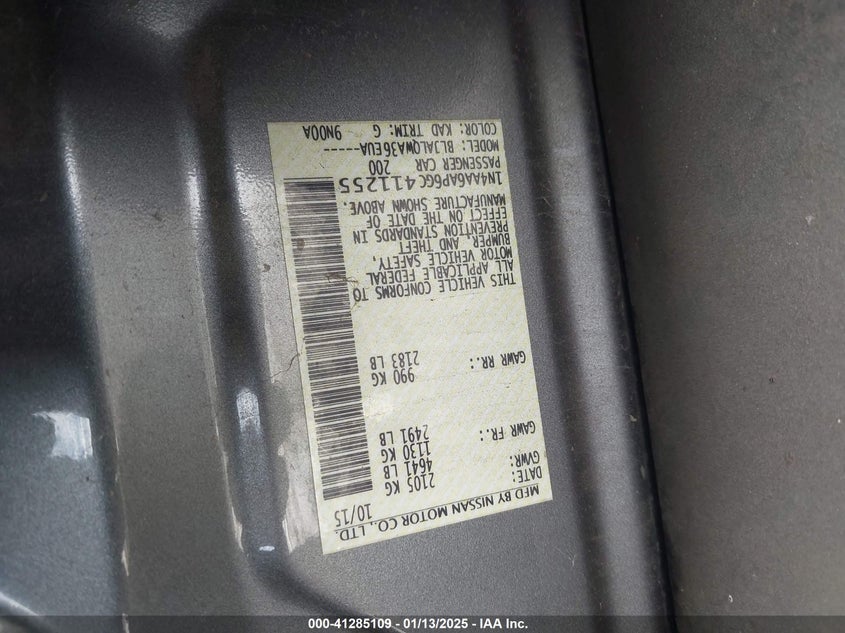 MFD BY NISSAN MOTOR CO., LTD.
DATE: 10/15
GVWR: 2105 KG
4641 LB
GAWR FR.: 1130 KG
2491 LB
GAWR RR.: 990 KG
2183 LB
THIS VEHICLE CONFORMS TO
ALL APPLICABLE FEDERAL
MOTOR VEHICLE SAFETY,
BUMPER, AND THEFT
PREVENTION STANDARDS IN
EFFECT ON THE DATE OF
MANUFACTURE SHOWN ABOVE.
1N4AA6AP6GC411255
PASSENGER CAR 200
MODEL: BLJALQWA36EUA-----
COLOR: KAD TRIM: G 9N00A
000-41285109 - 01/13/2025 - IAA Inc.